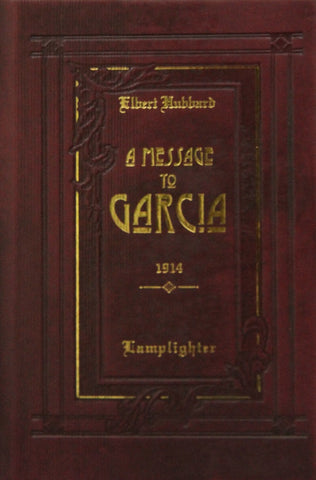 Elbert Hubbard
A MESSAGE
TO
GARCIA
1914
Lamplighter